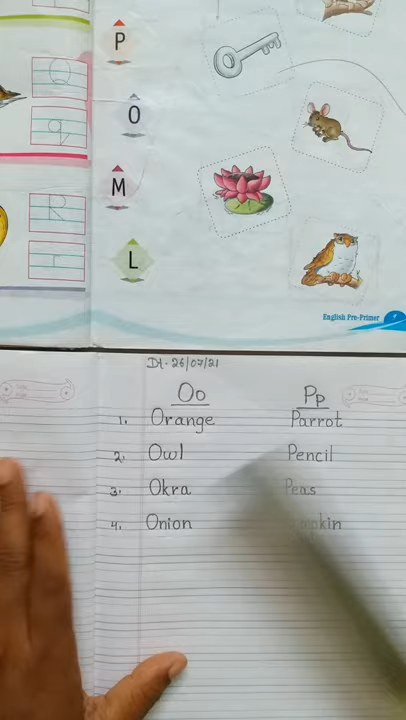 P
O
M
L
English Pre-Primer
Dt. 26/07/21
Oo Pp
1. Orange Parrot
2. Owl Pencil
3. Okra Peas
4. Onion